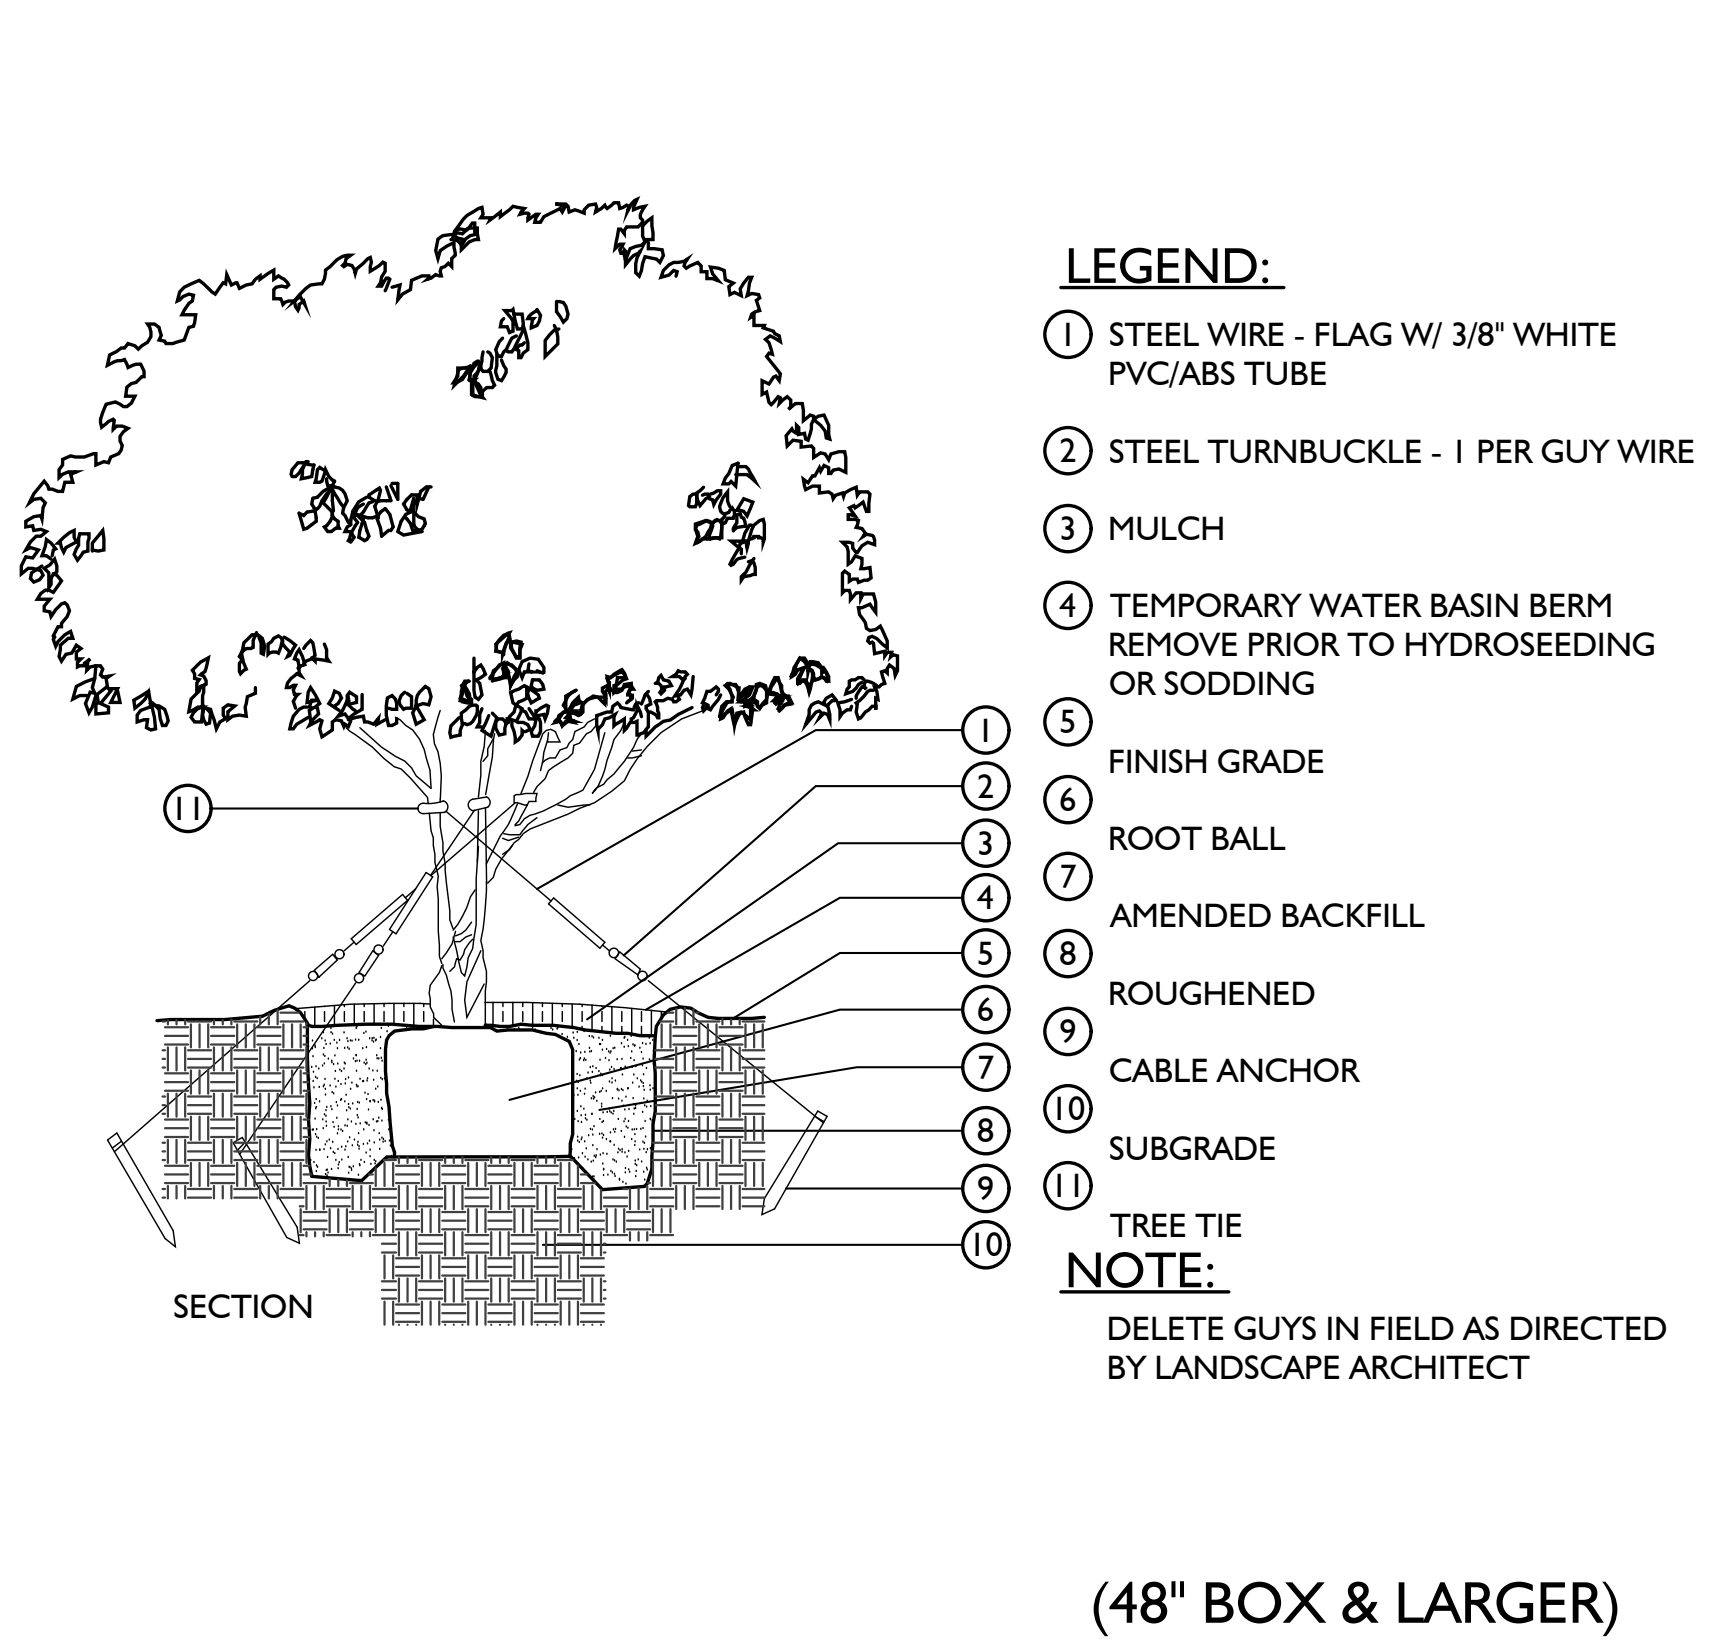 LEGEND:
1 STEEL WIRE - FLAG W/ 3/8" WHITE
PVC/ABS TUBE
2 STEEL TURNBUCKLE - 1 PER GUY WIRE
3 MULCH
4 TEMPORARY WATER BASIN BERM
REMOVE PRIOR TO HYDROSEEDING
OR SODDING
5
FINISH GRADE
6
ROOT BALL
7
AMENDED BACKFILL
8
ROUGHENED
9
CABLE ANCHOR
10
SUBGRADE
11
TREE TIE
NOTE:
DELETE GUYS IN FIELD AS DIRECTED
BY LANDSCAPE ARCHITECT
1
2
11
3
4
5
6
7
8
9
10
SECTION
(48" BOX & LARGER)